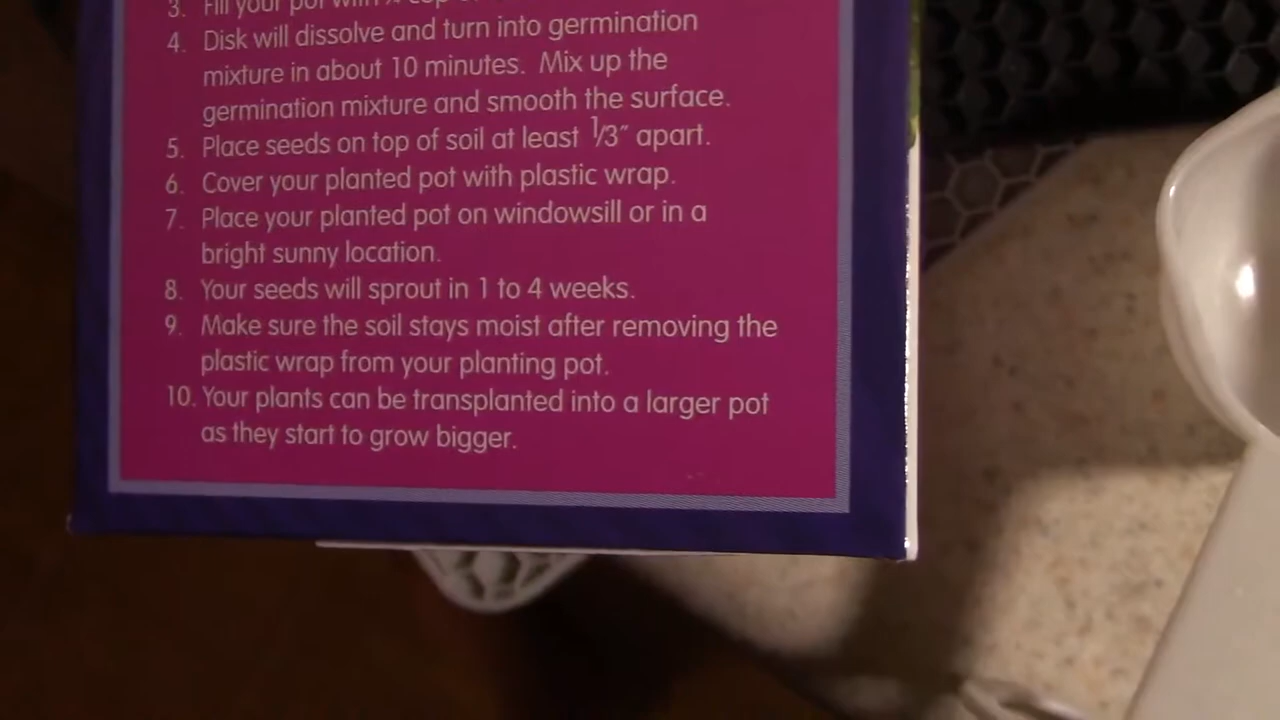 3. Fill your pot with
4. Disk will dissolve and turn into germination
mixture in about 10 minutes. Mix up the
germination mixture and smooth the surface.
5. Place seeds on top of soil at least 1/3" apart.
6. Cover your planted pot with plastic wrap.
7. Place your planted pot on windowsill or in a
bright sunny location.
8. Your seeds will sprout in 1 to 4 weeks.
9. Make sure the soil stays moist after removing the
plastic wrap from your planting pot.
10. Your plants can be transplanted into a larger pot
as they start to grow bigger.